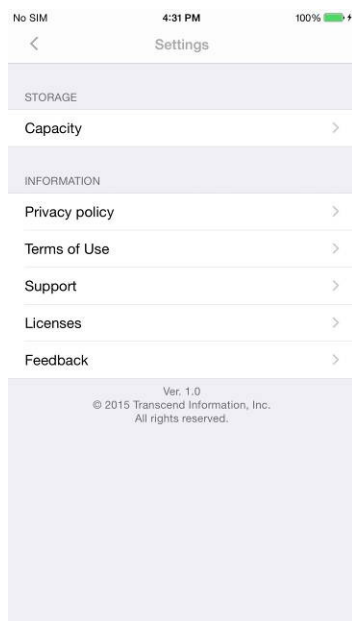 No SIM 4:31 PM 100%
Settings
STORAGE
Capacity
INFORMATION
Privacy policy
Terms of Use
Support
Licenses
Feedback
Ver. 1.0
© 2015 Transcend Information, Inc.
All rights reserved.